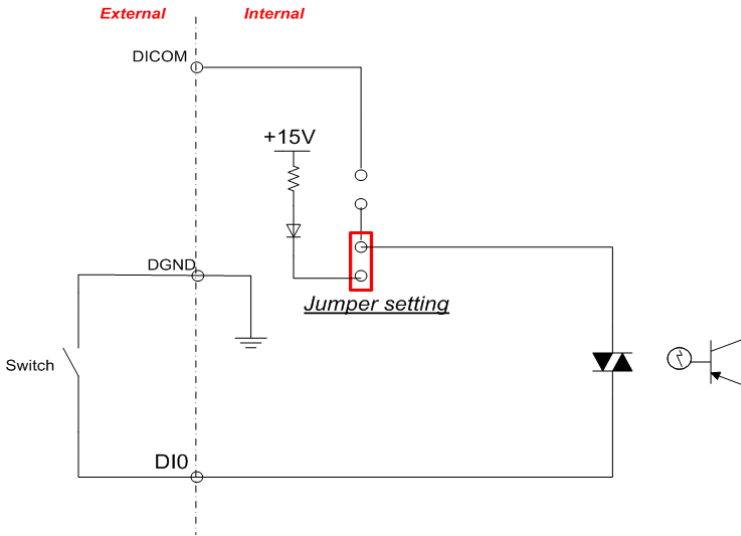 External
Internal
DICOM
+15V
DGND
Jumper setting
Switch
DI0